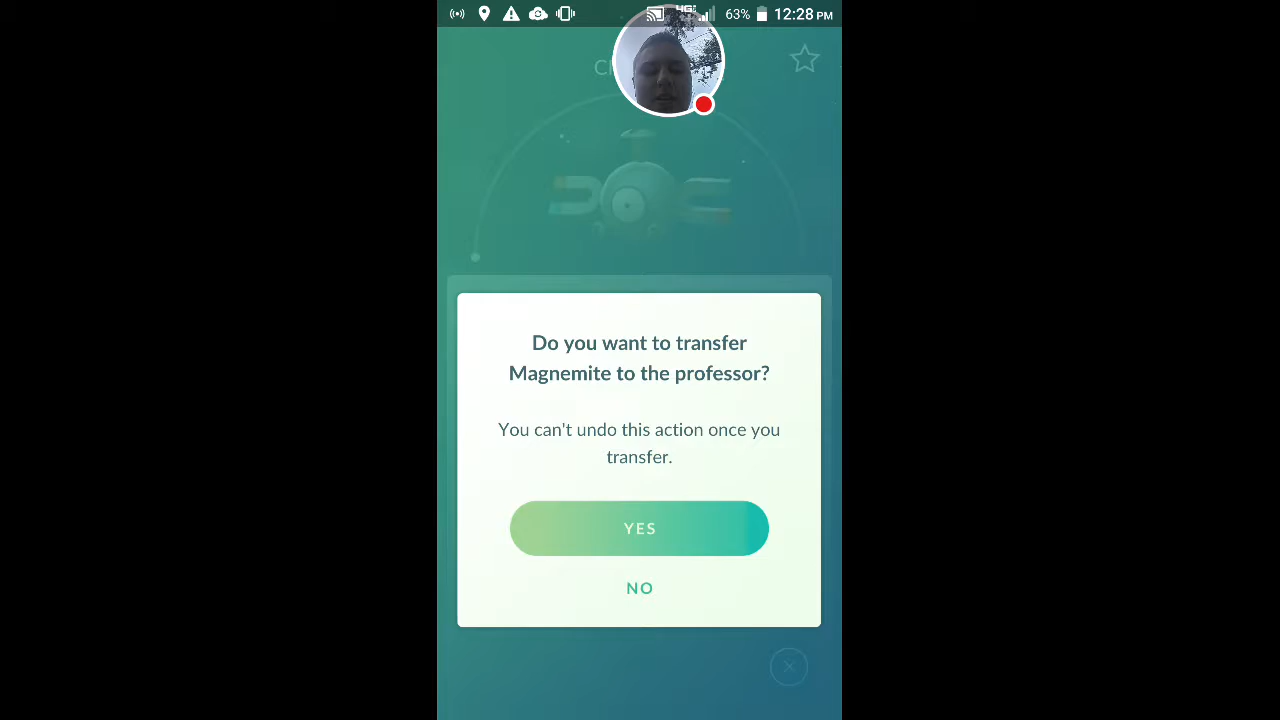 63% 12:28 PM
Do you want to transfer
Magnemite to the professor?
You can't undo this action once you
transfer.
YES
NO